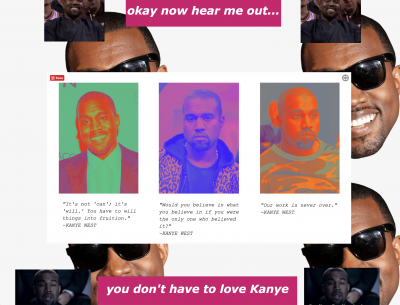 okay now hear me out...
Save
"It's not 'can'; it's
'will.' You have to will
things into fruition."
-KANYE WEST
"Would you believe in what
you believe in if you were
the only one who believed
it?"
-KANYE WEST
"Our work is never over."
-KANYE WEST
you don't have to love Kanye